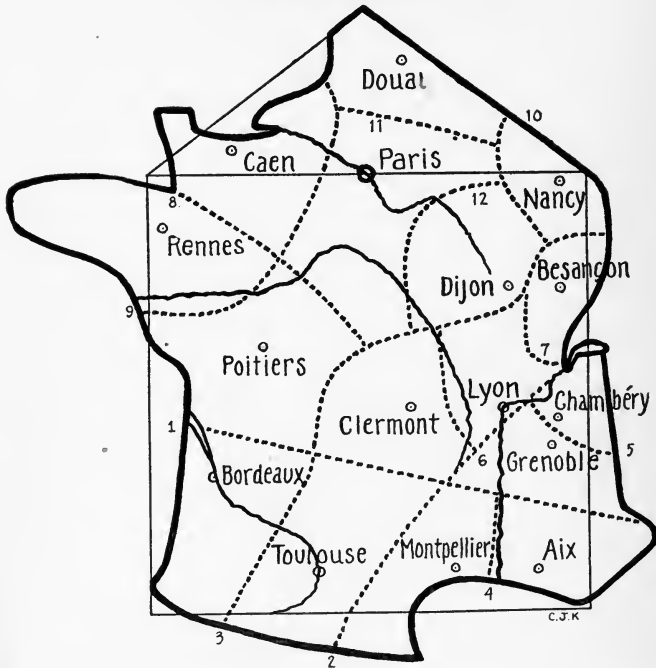 Douai
10
11
Caen
Paris
12
Nancy
8
Rennes
Dijon
Besançon
9
Poitiers
7
Lyon
Chambéry
Clermont
1
Grenoble
5
6
Bordeaux
Toulouse
Montpellier
Aix
4
C.J.K
3
2